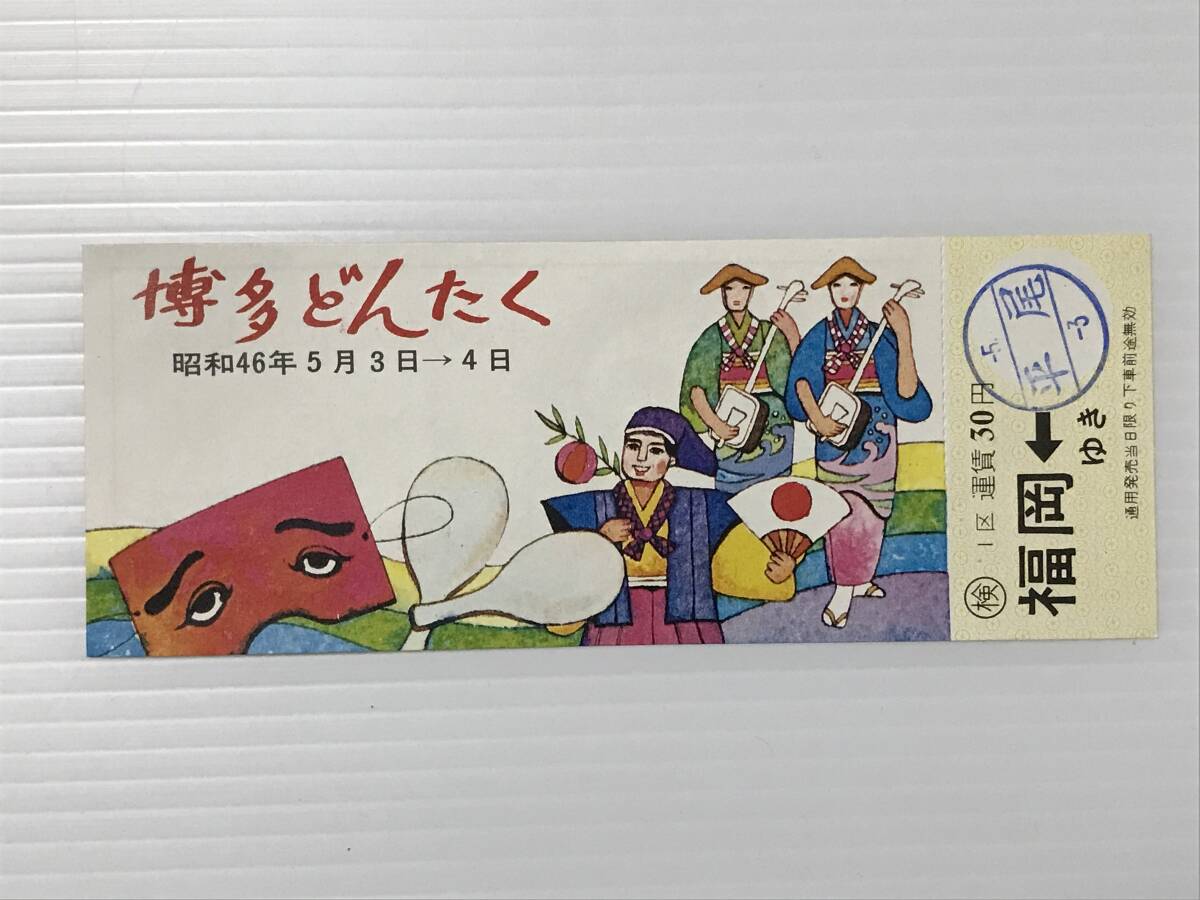 博多どんたく
昭和46年5月3日→4日
平尾
-5.-3
福岡ゆき
1区 運賃30円
検
通用発売当日限り下車前途無効